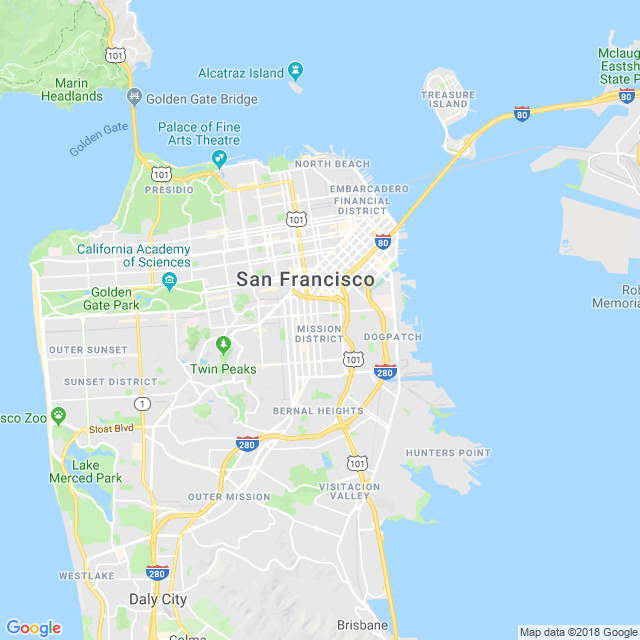 101
Marin
Headlands
Alcatraz Island
Mclaug
Eastsh
State P
80
TREASURE
ISLAND
Golden Gate Bridge
80
Golden Gate
Palace of Fine
Arts Theatre
NORTH BEACH
101
PRESIDIO
EMBARCADERO
FINANCIAL
DISTRICT
101
80
California Academy
of Sciences
San Francisco
Golden
Gate Park
Rob
Memoria
MISSION
DISTRICT
DOGPATCH
OUTER SUNSET
Twin Peaks
101
280
SUNSET DISTRICT
1
BERNAL HEIGHTS
sco Zoo
Sloat Blvd
280
HUNTERS POINT
Lake
Merced Park
101
OUTER MISSION
VISITACION
VALLEY
WESTLAKE
280
Daly City
Brisbane
Colma
Google
Map data ©2018 Google